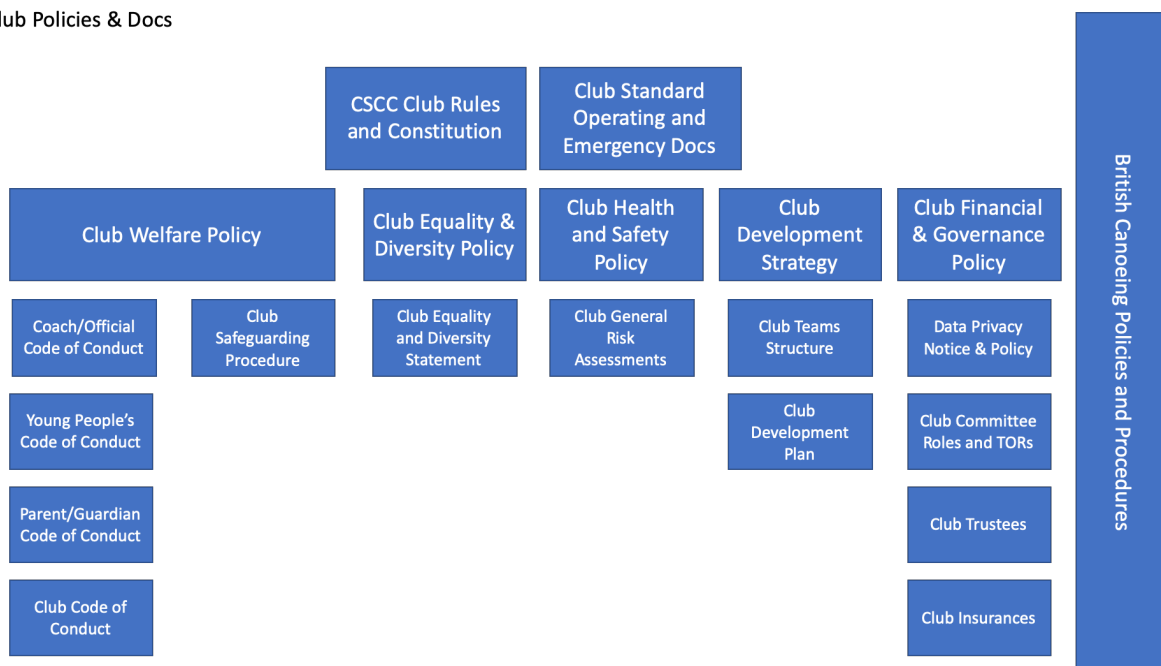 lub Policies & Docs
CSCC Club Rules
and Constitution
Club Standard
Operating and
Emergency Docs
Club Welfare Policy
Club Equality &
Diversity Policy
Club Health
and Safety
Policy
Club
Development
Strategy
Club Financial
& Governance
Policy
Coach/Official
Code of Conduct
Club
Safeguarding
Procedure
Club Equality
and Diversity
Statement
Club General
Risk
Assessments
Club Teams
Structure
Data Privacy
Notice & Policy
Young People’s
Code of Conduct
Club
Development
Plan
Club Committee
Roles and TORs
Parent/Guardian
Code of Conduct
Club Trustees
Club Code of
Conduct
Club Insurances
British Canoeing Policies and Procedures